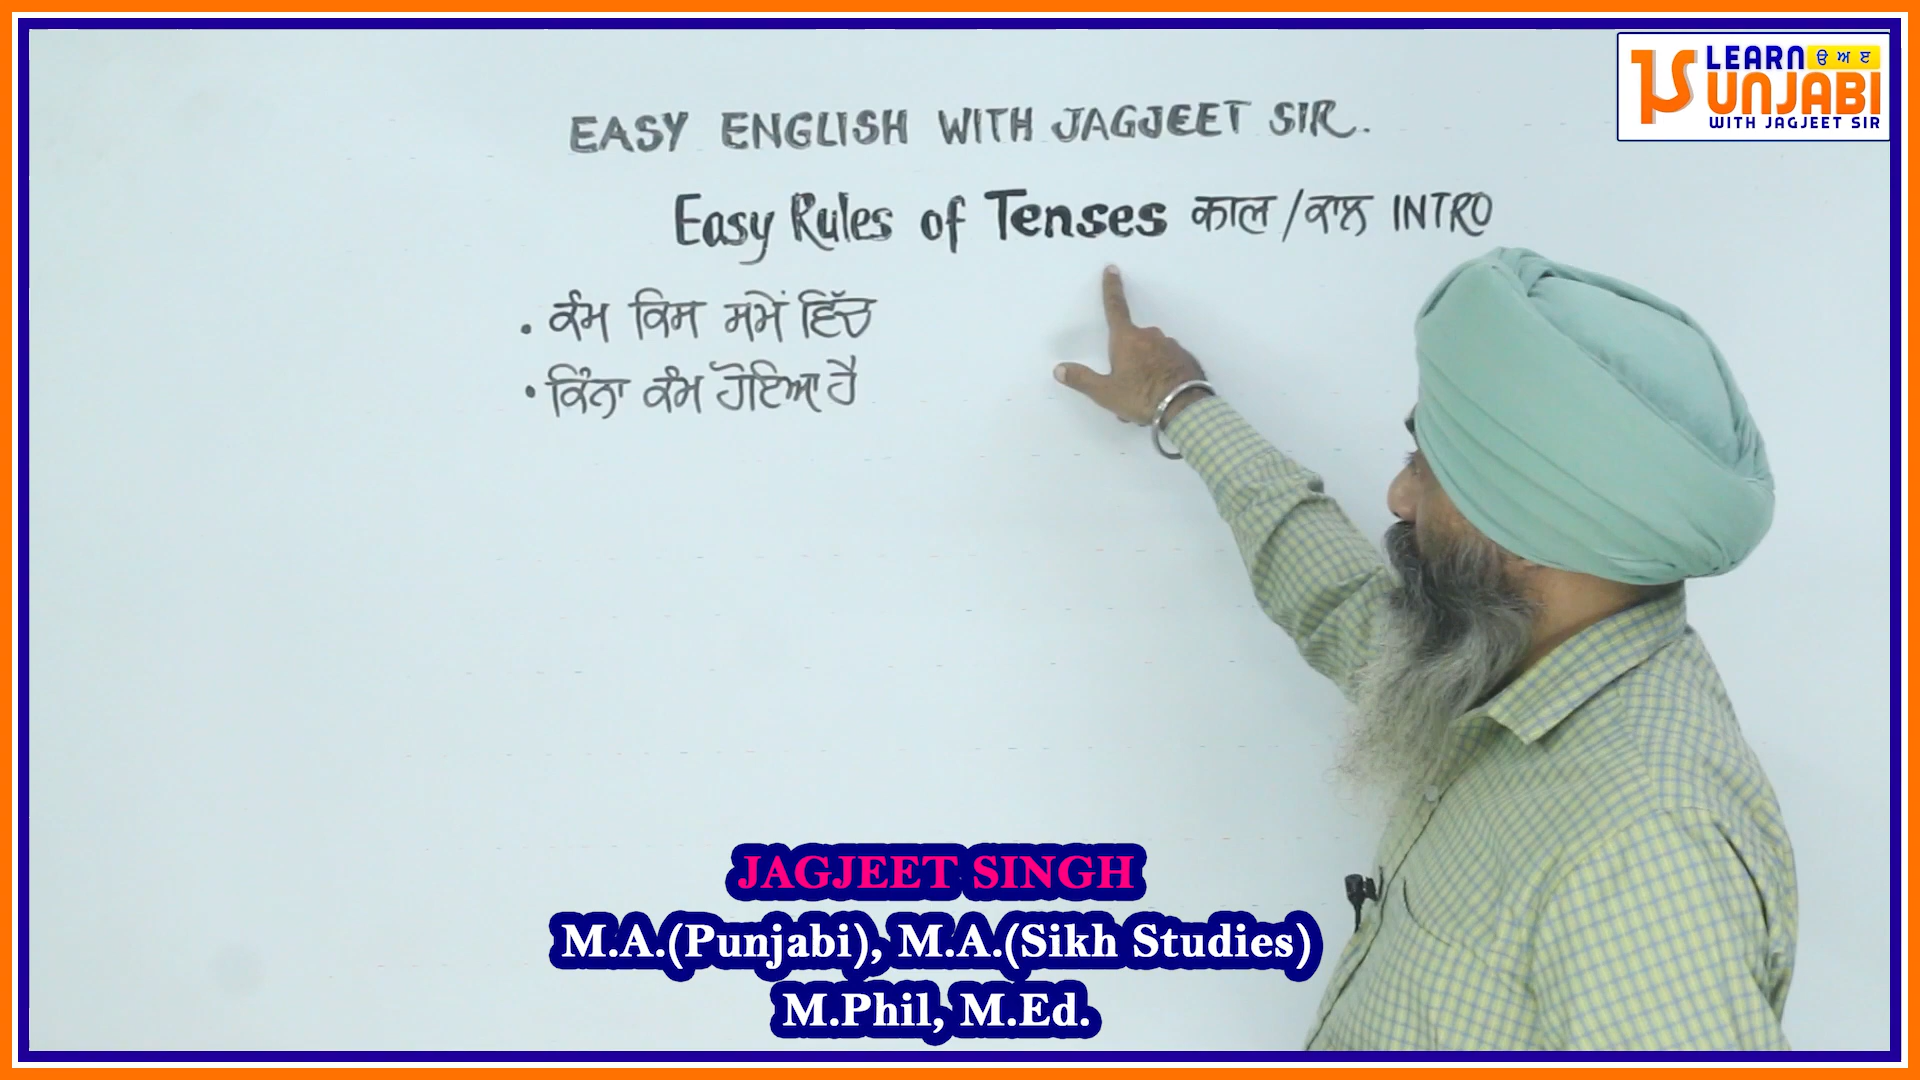 LEARN ੳ ਅ ੲ
PUNJABI
WITH JAGJEET SIR
EASY ENGLISH WITH JAGJEET SIR.
Easy Rules of Tenses काल / ਕਾਲ INTRO
• ਕੰਮ ਕਿਸ ਸਮੇਂ ਵਿੱਚ
• ਕਿੰਨਾ ਕੰਮ ਹੋਇਆ ਹੈ
JAGJEET SINGH
M.A.(Punjabi), M.A.(Sikh Studies)
M.Phil, M.Ed.